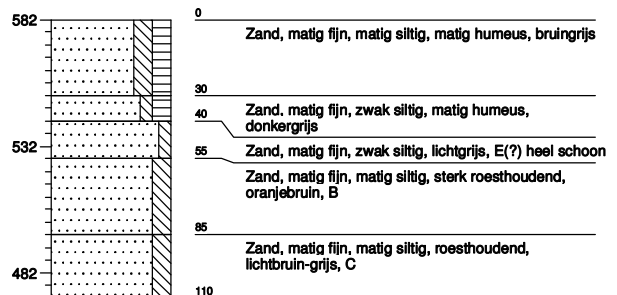 582
0
Zand, matig fijn, matig siltig, matig humeus, bruingrijs
30
Zand, matig fijn, zwak siltig, matig humeus,
donkergrijs
40
532
Zand, matig fijn, zwak siltig, lichtgrijs, E(?) heel schoon
55
Zand, matig fijn, matig siltig, sterk roesthoudend,
oranjebruin, B
85
Zand, matig fijn, matig siltig, roesthoudend,
lichtbruin-grijs, C
482
110